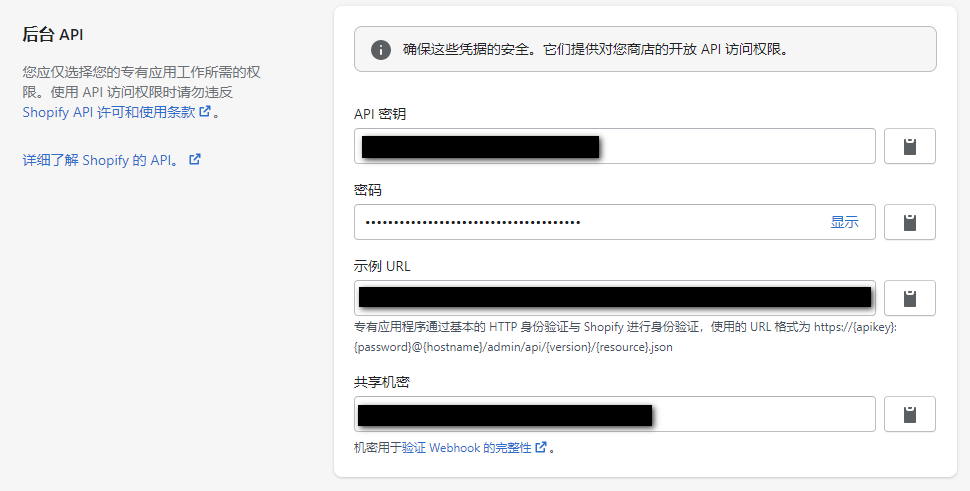 后台 API
您应仅选择您的专有应用工作所需的权
限。使用 API 访问权限时请勿违反
Shopify API 许可和使用条款 。
详细了解 Shopify 的 API。
确保这些凭据的安全。它们提供对您商店的开放 API 访问权限。
API 密钥
密码
••••••••••••••••••••••••••••••••••••••
显示
示例 URL
专有应用程序通过基本的 HTTP 身份验证与 Shopify 进行身份验证，使用的 URL 格式为 https://{apikey}:
{password}@{hostname}/admin/api/{version}/{resource}.json
共享机密
机密用于验证 Webhook 的完整性 。